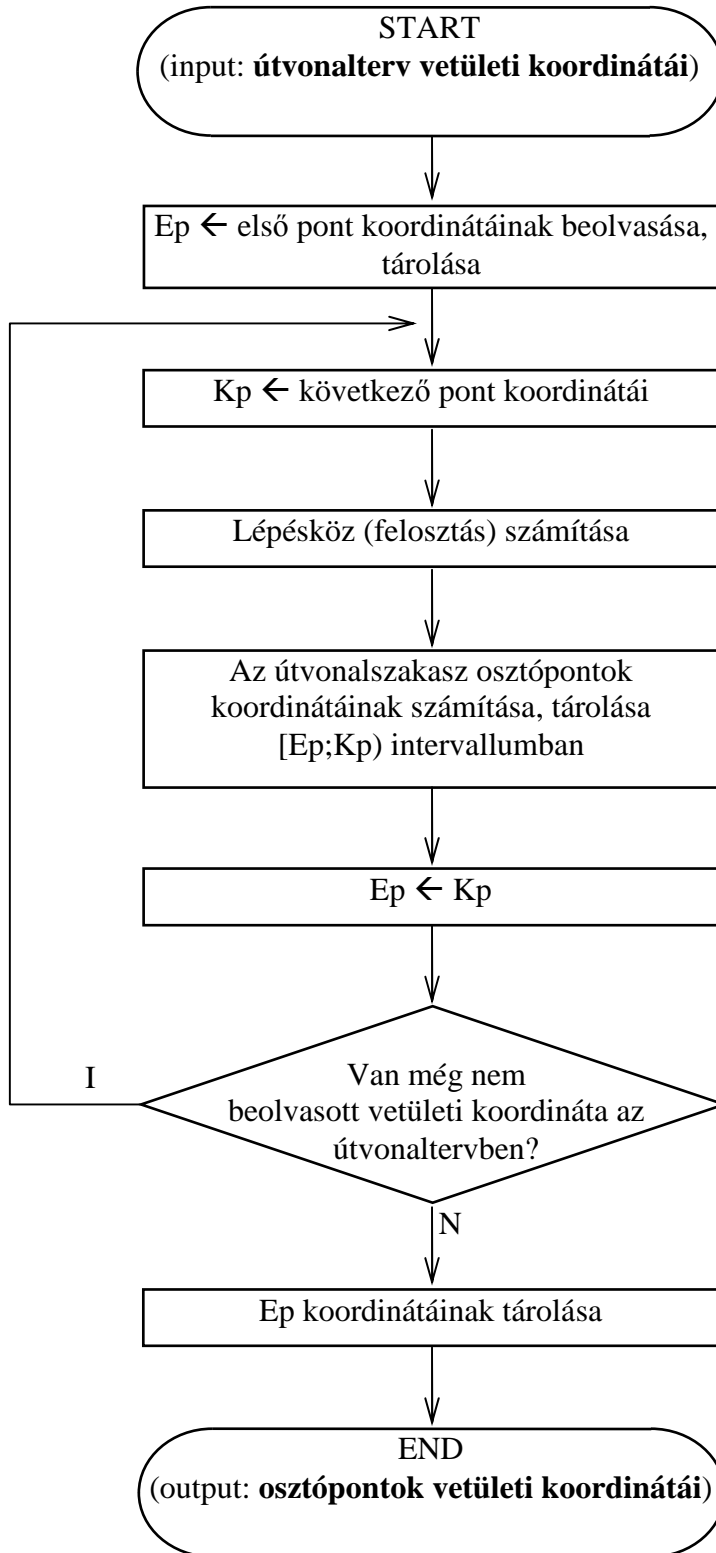 START
(input: útvonalterv vetületi koordinátái)
Ep ← első pont koordinátáinak beolvasása,
tárolása
Kp ← következő pont koordinátái
Lépésköz (felosztás) számítása
Az útvonalszakasz osztópontok
koordinátáinak számítása, tárolása
[Ep;Kp) intervallumban
Ep ← Kp
I
Van még nem
beolvasott vetületi koordináta az
útvonaltervben?
N
Ep koordinátáinak tárolása
END
(output: osztópontok vetületi koordinátái)